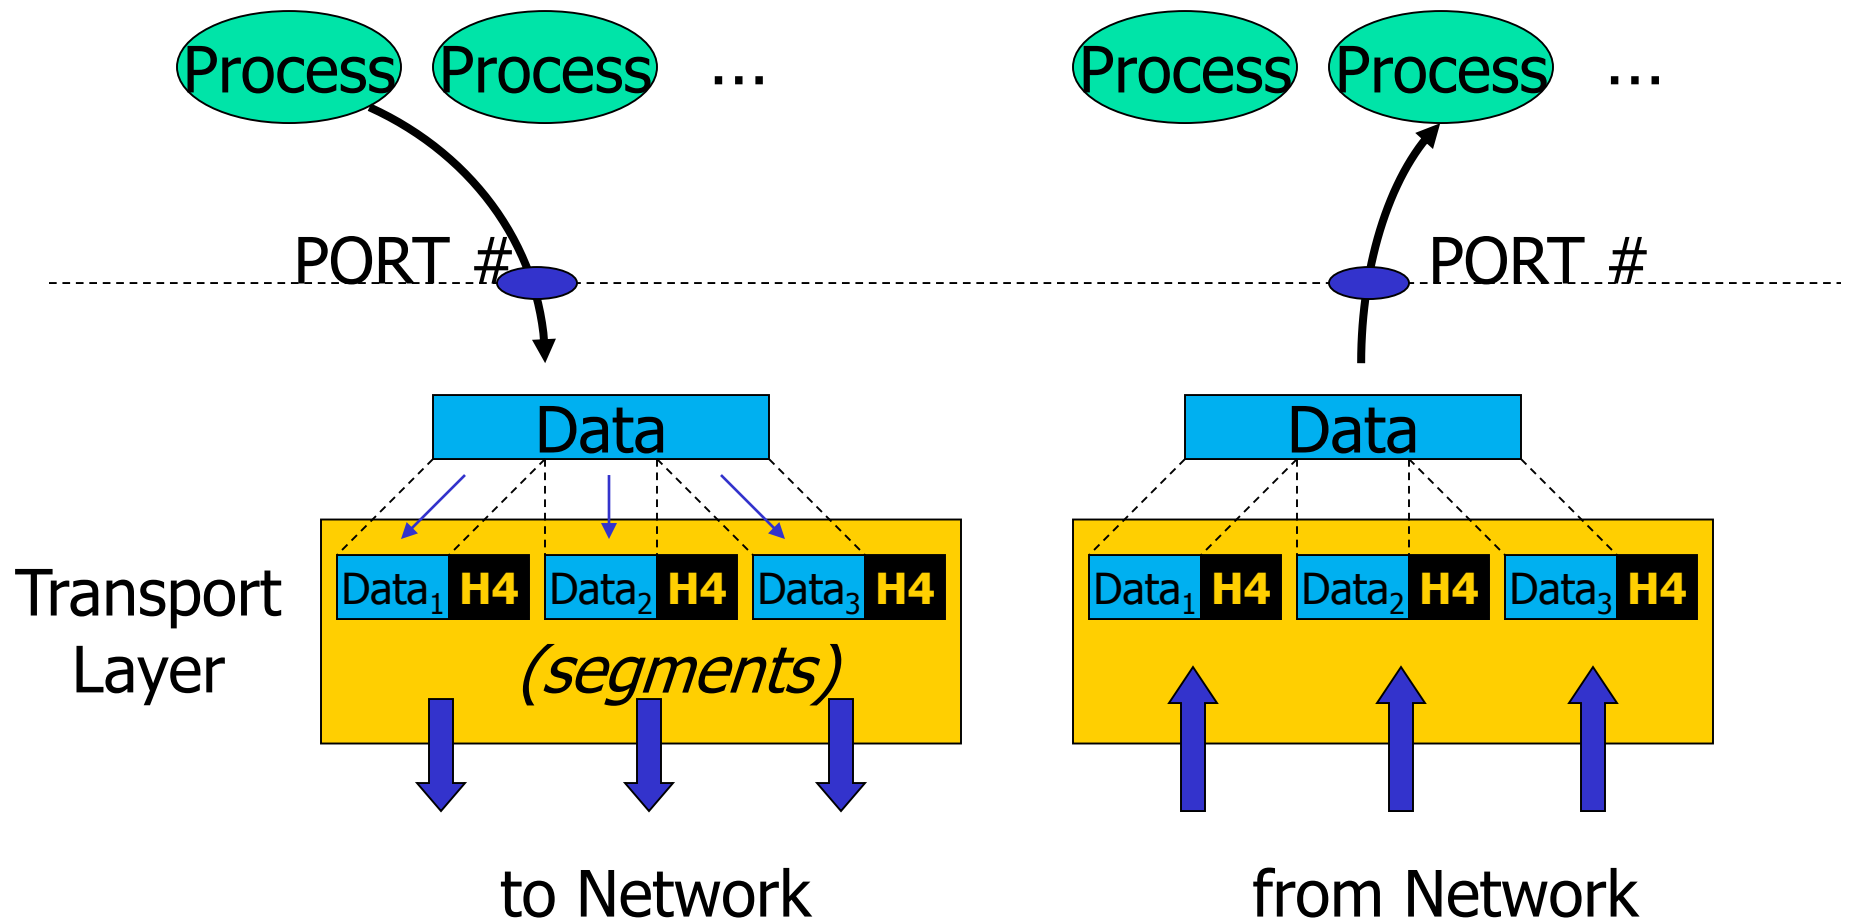 Process Process ... Process Process ...
PORT # PORT #
Data Data
Data1 H4 Data2 H4 Data3 H4 Data1 H4 Data2 H4 Data3 H4
Transport
Layer
(segments)
to Network from Network